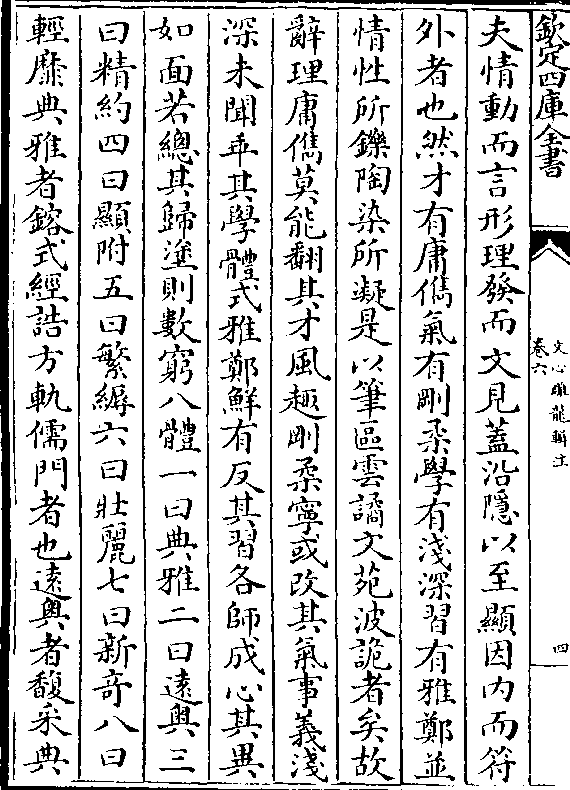 欽定四庫全書
文心雕龍輯注
卷六
四
夫情動而言形理發而文見蓋沿隱以至顯因内而符
外者也然才有庸儁氣有剛柔學有淺深習有雅鄭並
情性所鑠陶染所凝是以筆區雲譎文苑波詭者矣故
辭理庸儁莫能翻其才風趣剛柔寧或改其氣事義淺
深未聞乖其學體式雅鄭鮮有反其習各師成心其異
如面若總其歸塗則數窮八體一曰典雅二曰遠奥三
曰精約四曰顯附五曰繁縟六曰壯麗七曰新奇八曰
輕靡典雅者鎔式經誥方軌儒門者也遠奥者馥采典